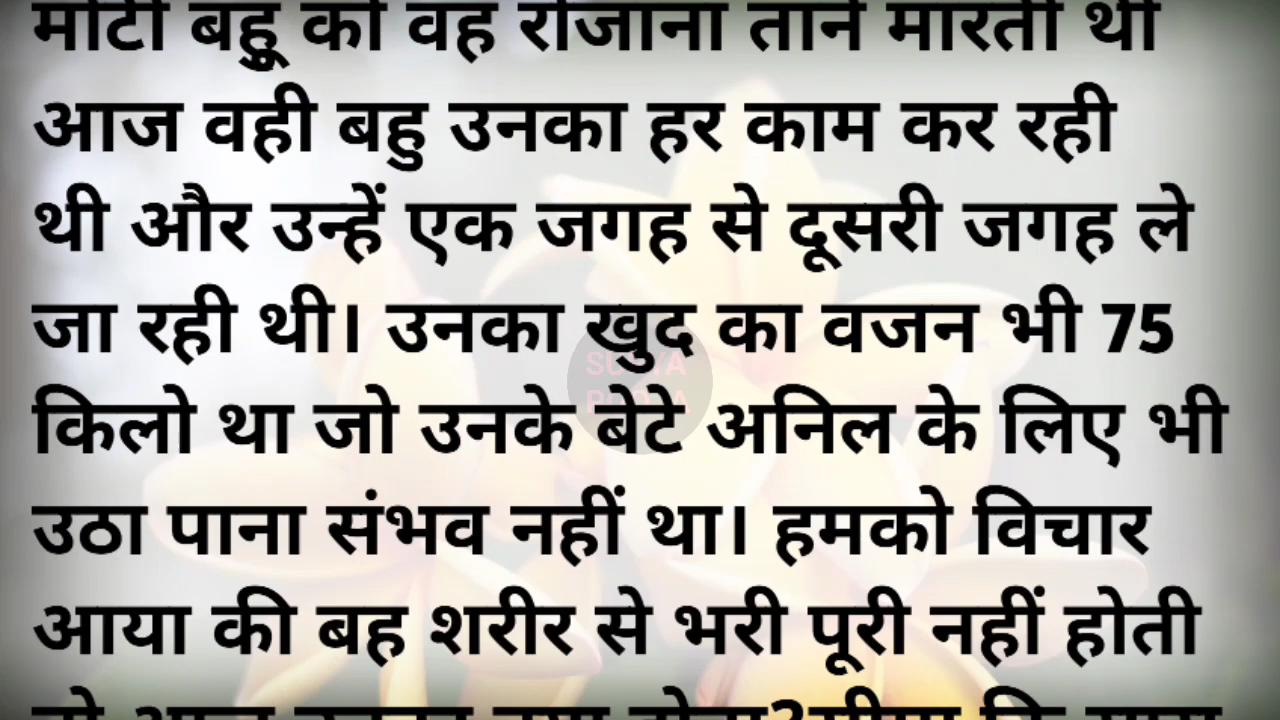 मोटी बहू को वह रोजाना ताने मारती थी
आज वही बहु उनका हर काम कर रही
थी और उन्हें एक जगह से दूसरी जगह ले
जा रही थी। उनका खुद का वजन भी 75
किलो था जो उनके बेटे अनिल के लिए भी
उठा पाना संभव नहीं था। हमको विचार
आया की बह शरीर से भरी पूरी नहीं होती